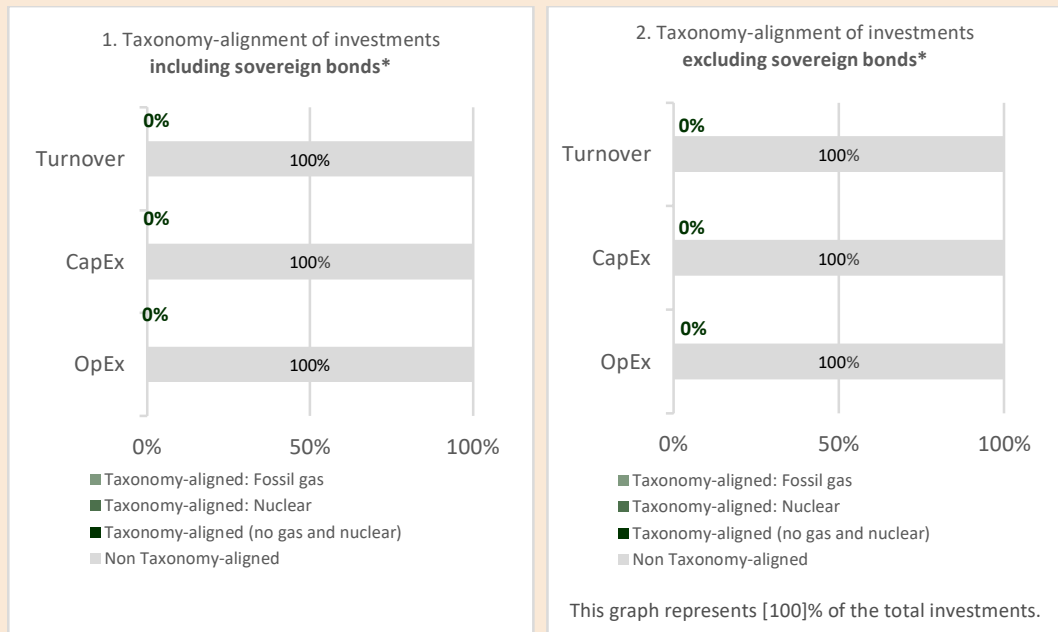 1. Taxonomy-alignment of investments
including sovereign bonds*
0%
Turnover
100%
0%
CapEx
100%
0%
OpEx
100%
0% 50% 100%
Taxonomy-aligned: Fossil gas
Taxonomy-aligned: Nuclear
Taxonomy-aligned (no gas and nuclear)
Non Taxonomy-aligned
2. Taxonomy-alignment of investments
excluding sovereign bonds*
0%
Turnover
100%
0%
CapEx
100%
0%
OpEx
100%
0% 50% 100%
Taxonomy-aligned: Fossil gas
Taxonomy-aligned: Nuclear
Taxonomy-aligned (no gas and nuclear)
Non Taxonomy-aligned
This graph represents [100]% of the total investments.